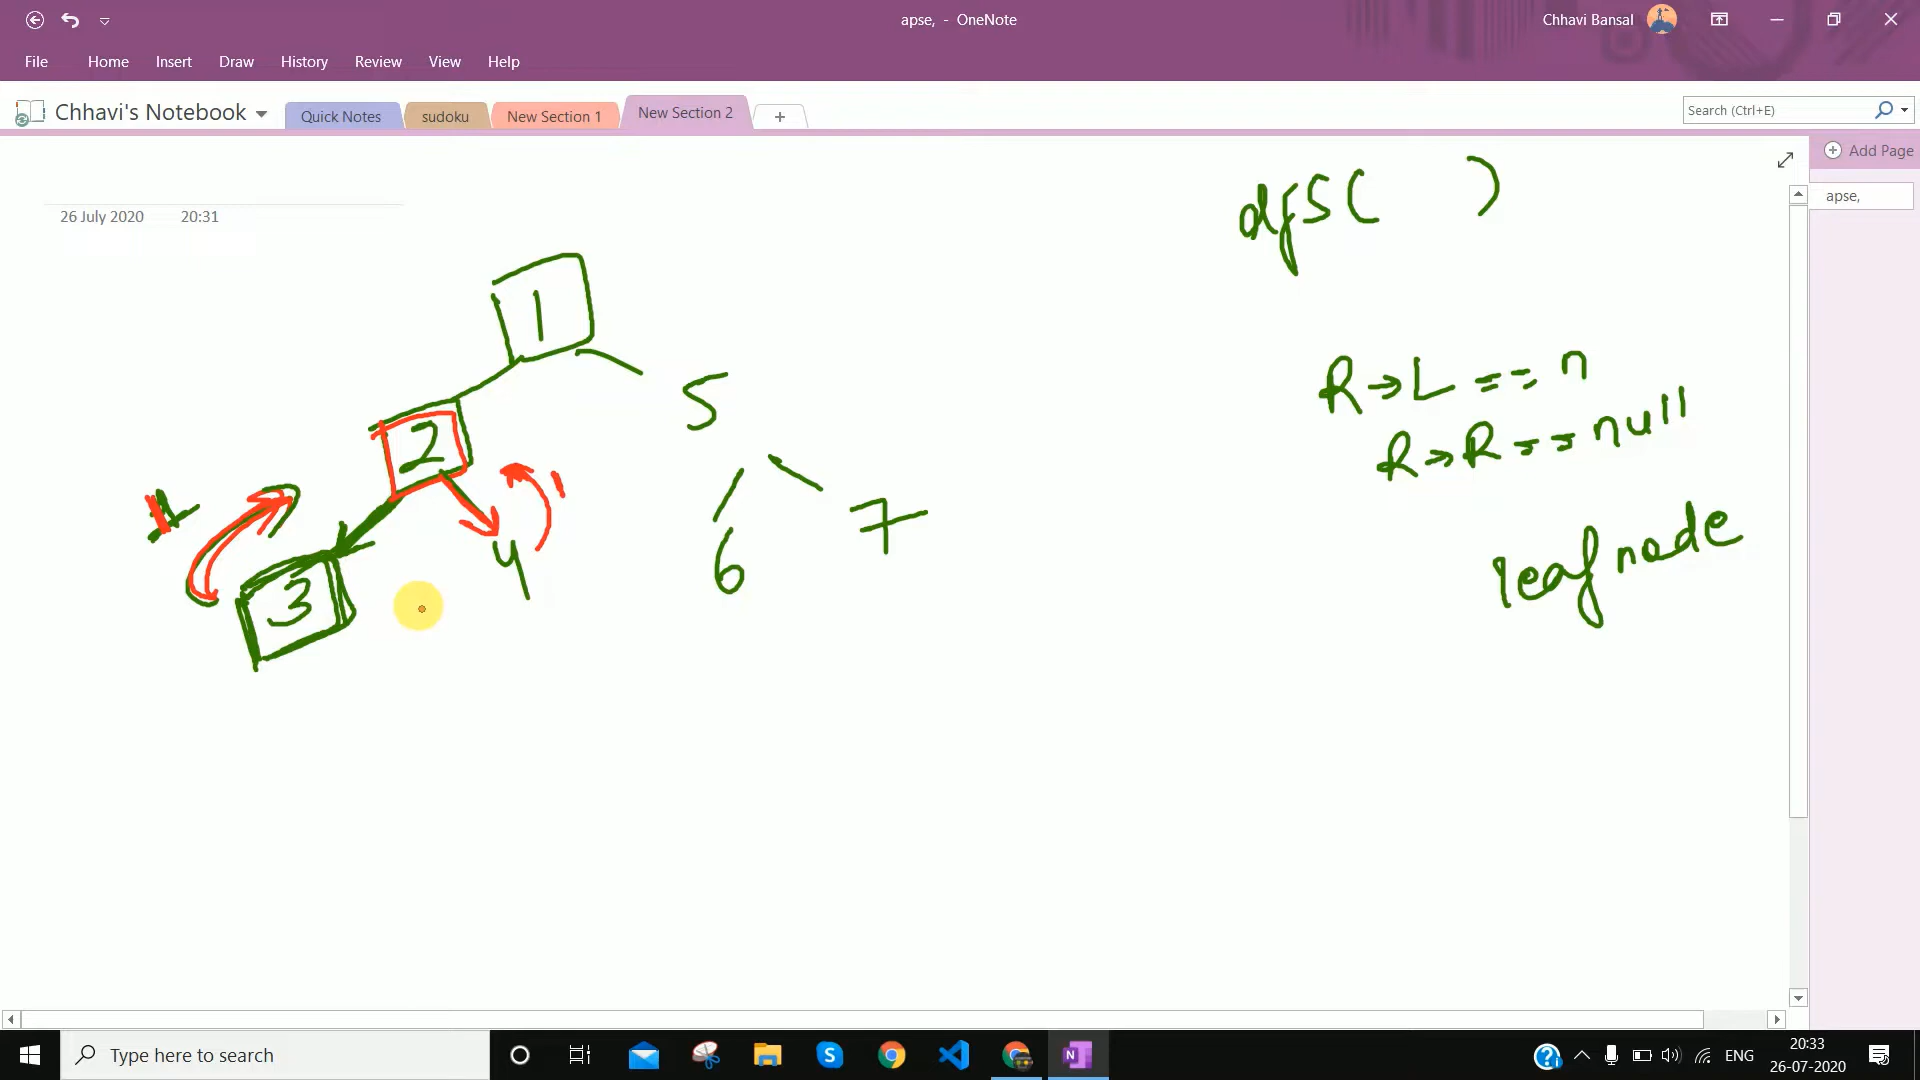 apse, - OneNote
Chhavi Bansal
File Home Insert Draw History Review View Help
Chhavi's Notebook
Quick Notes
sudoku
New Section 1
New Section 2
+
Search (Ctrl+E)
Add Page
apse,
26 July 2020 20:31
dfs( )
1
2
5
3
4
6
7
1
1
R→L == n
R→R == null
leaf node
Type here to search
ENG
20:33
26-07-2020